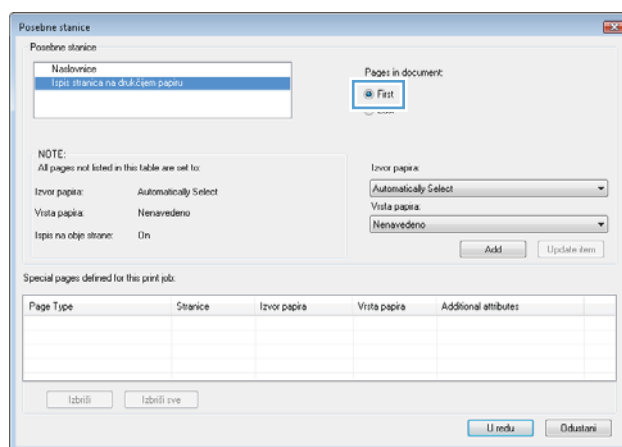 Posebne stanice
Posebne stanice
Naslovnice
Ispis stranica na drukčijem papiru
Pages in document:
First
NOTE:
All pages not listed in this table are set to:
Izvor papira: Automatically Select
Vrsta papira: Nenavedeno
Ispis na obje strane: On
Izvor papira:
Automatically Select
Vrsta papira:
Nenavedeno
Add Update item
Special pages defined for this print job:
Page Type Stranice Izvor papira Vrsta papira Additional attributes
Izbriši Izbriši sve
U redu Odustani